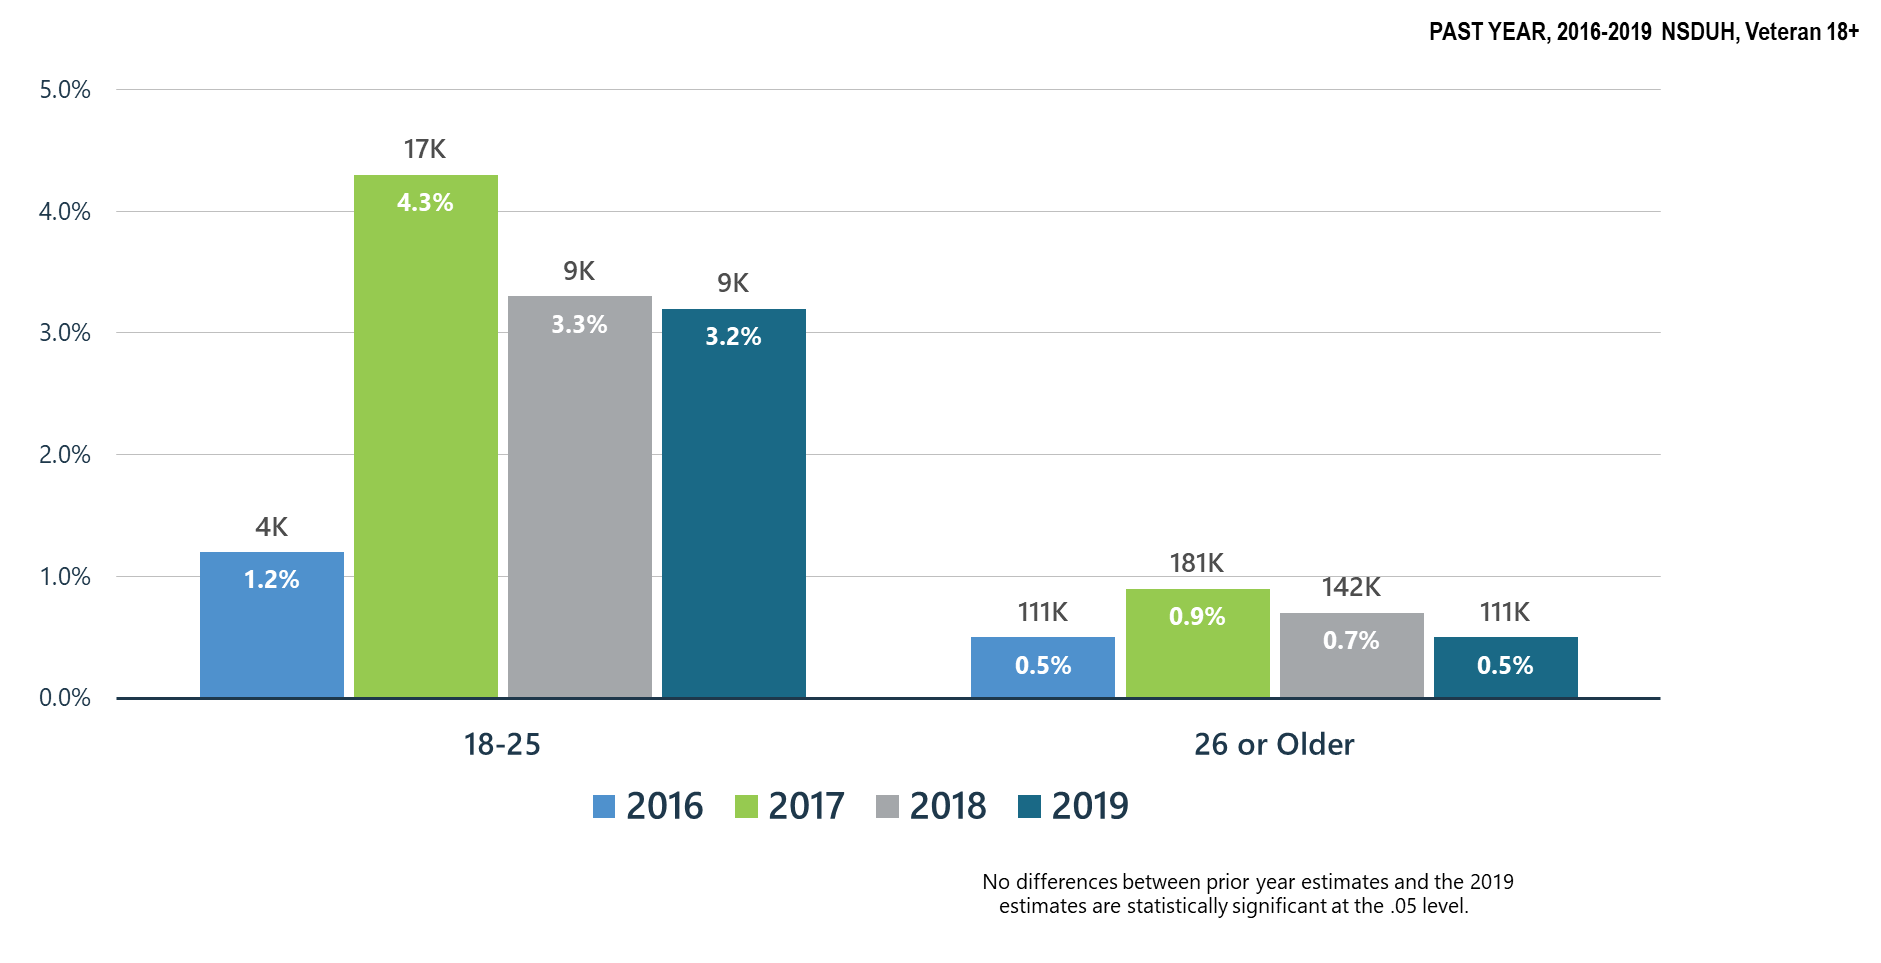 PAST YEAR, 2016-2019 NSDUH, Veteran 18+
5.0%
4.0%
3.0%
2.0%
1.0%
0.0%
4K
1.2%
17K
4.3%
9K
3.3%
9K
3.2%
111K
0.5%
181K
0.9%
142K
0.7%
111K
0.5%
18-25
26 or Older
2016 2017 2018 2019
No differences between prior year estimates and the 2019
estimates are statistically significant at the .05 level.